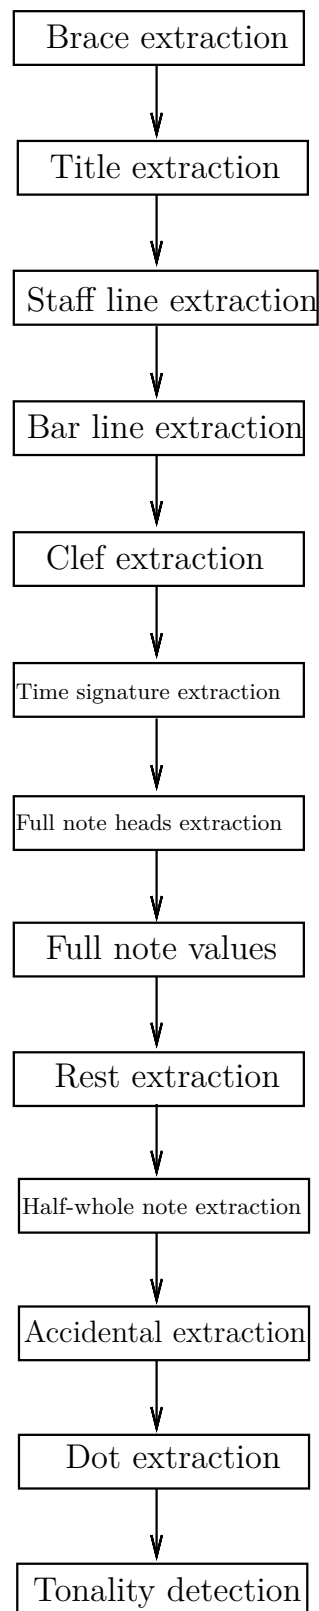 Brace extraction
Title extraction
Staff line extraction
Bar line extraction
Clef extraction
Time signature extraction
Full note heads extraction
Full note values
Rest extraction
Half-whole note extraction
Accidental extraction
Dot extraction
Tonality detection